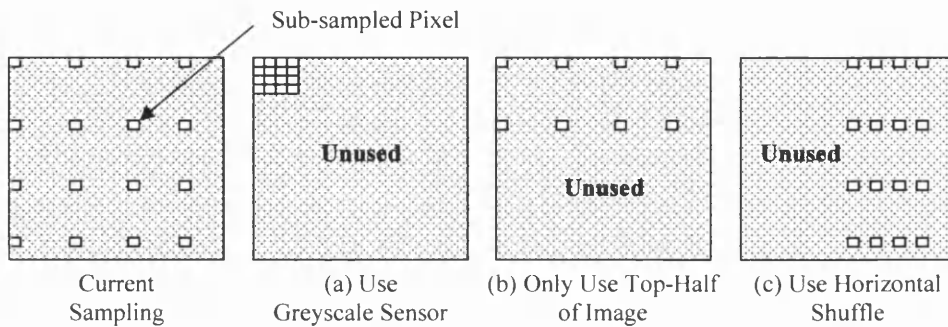 Sub-sampled Pixel
Unused
Unused
Unused
Current
Sampling
(a) Use
Greyscale Sensor
(b) Only Use Top-Half
of Image
(c) Use Horizontal
Shuffle